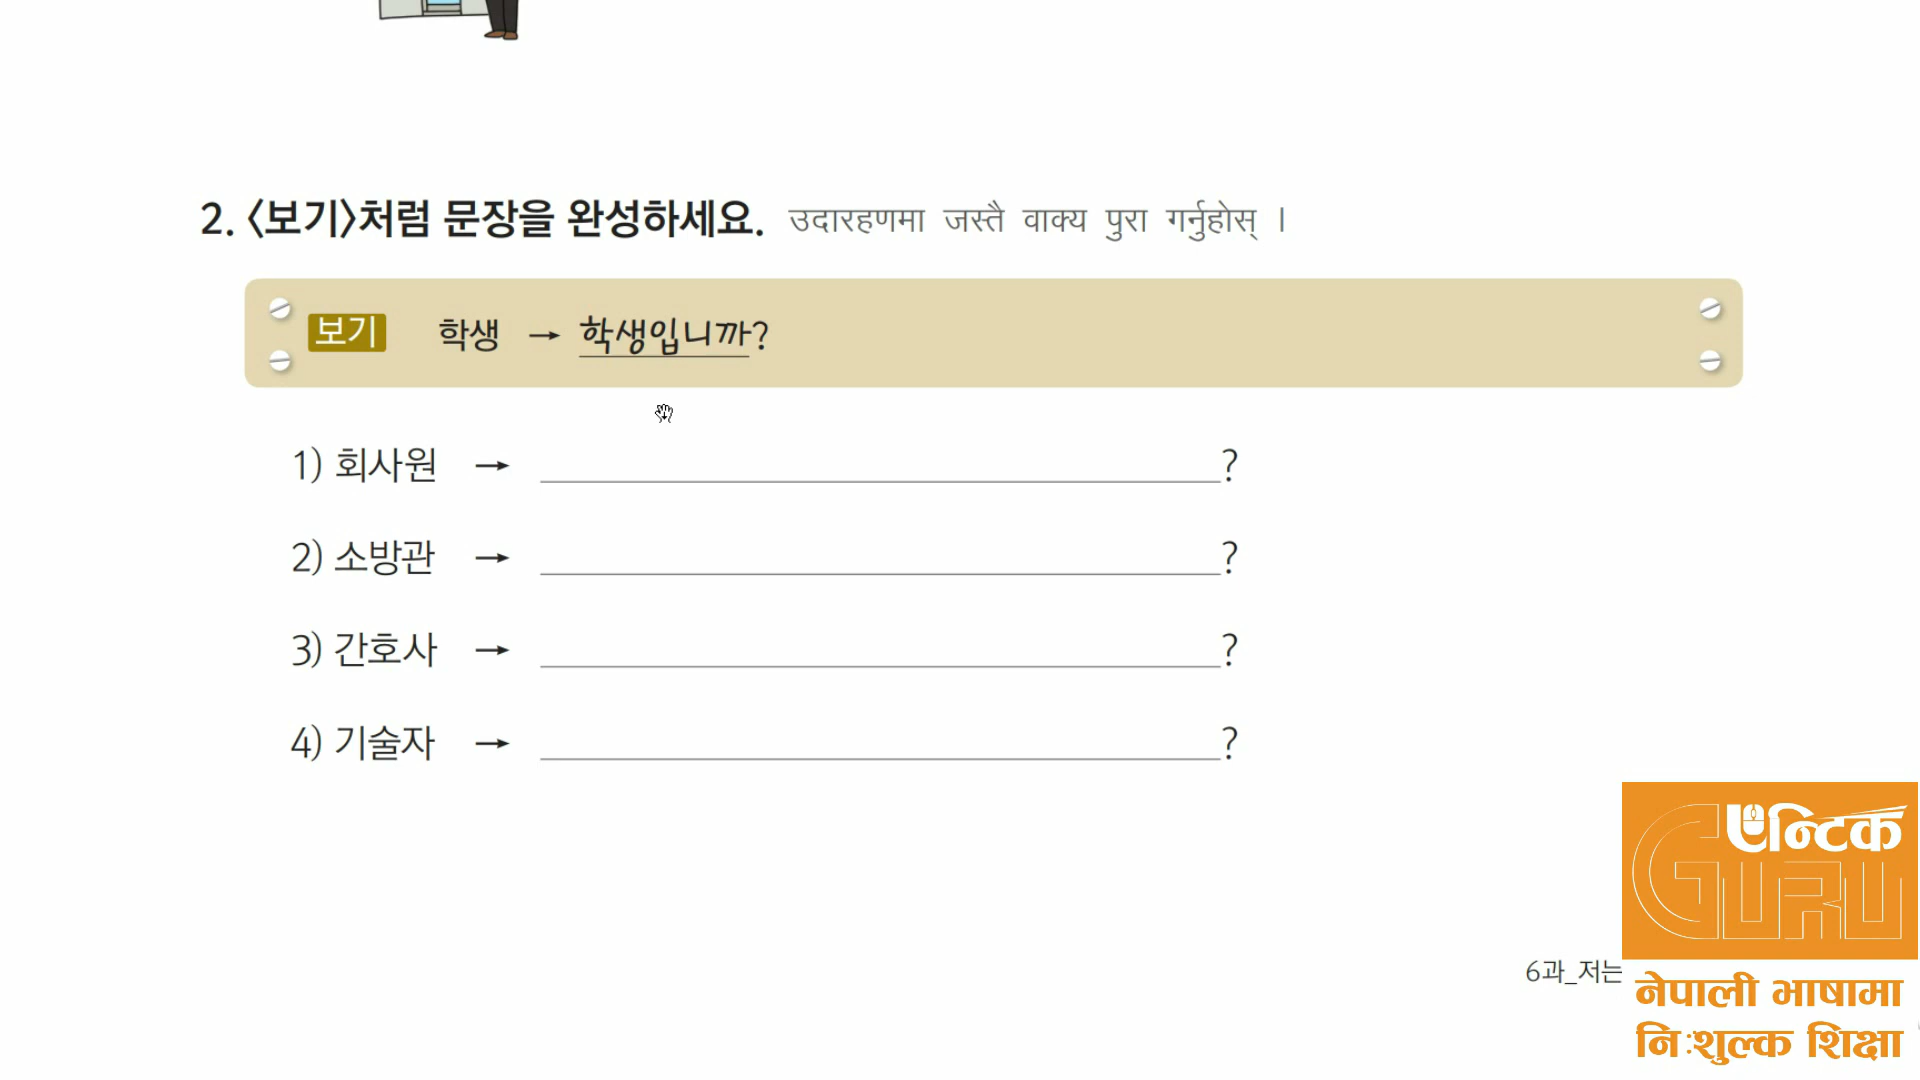 2. 〈보기〉처럼 문장을 완성하세요. उदारहणमा जस्तै वाक्य पुरा गर्नुहोस् ।
보기 학생 → 학생입니까?
1) 회사원 → ?
2) 소방관 → ?
3) 간호사 → ?
4) 기술자 → ?
एन्टिक
GURU
6과_저는
नेपाली भाषामा
नि:शुल्क शिक्षा